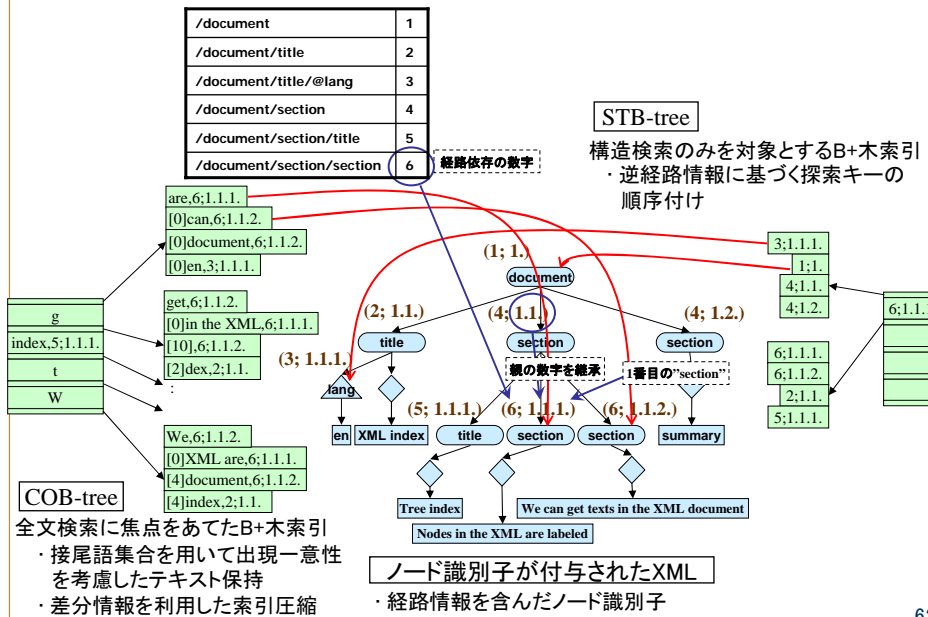 /document 1
/document/title 2
/document/title/@lang 3
/document/section 4
/document/section/title 5
/document/section/section 6
経路依存の数字
STB-tree
構造検索のみを対象とするB+木索引
・逆経路情報に基づく探索キーの
順序付け
are,6;1.1.1.
[0]can,6;1.1.2.
[0]document,6;1.1.2.
[0]en,3;1.1.1.
get,6;1.1.2.
[0]in the XML,6;1.1.1.
[10],6;1.1.2.
[2]dex,2;1.1.
:
We,6;1.1.2.
[0]XML are,6;1.1.1.
[4]document,6;1.1.2.
[4]index,2;1.1.
g
index,5;1.1.1.
t
W
COB-tree
全文検索に焦点をあてたB+木索引
・接尾語集合を用いて出現一意性
を考慮したテキスト保持
・差分情報を利用した索引圧縮
(1; 1.)
document
(2; 1.1.)
(4; 1.1.)
(4; 1.2.)
title
section
section
(3; 1.1.1.)
親の数字を継承
1番目の”section”
lang
(5; 1.1.1.)
(6; 1.1.1.)
(6; 1.1.2.)
en
XML index
title
section
section
summary
Tree index
We can get texts in the XML document
Nodes in the XML are labeled
ノード識別子が付与されたXML
・経路情報を含んだノード識別子
3;1.1.1.
1;1.
4;1.1.
4;1.2.
6;1.1.1.
6;1.1.2.
2;1.1.
5;1.1.1.
6;1.1.1